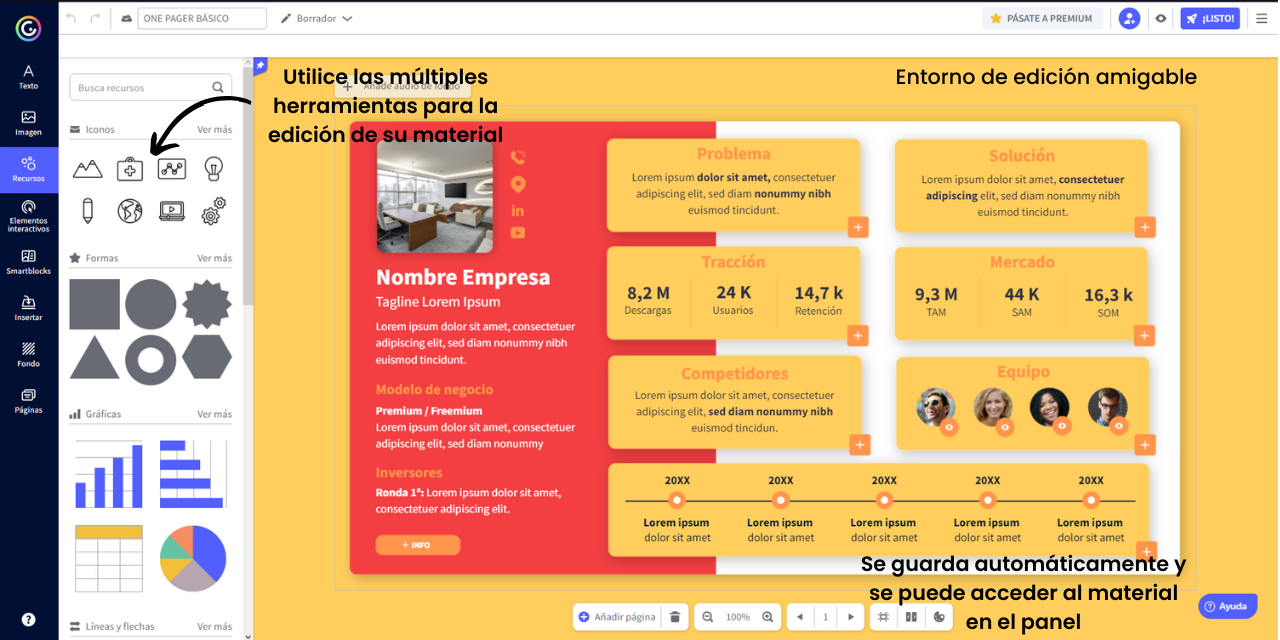 ONE PAGER BÁSICO
Borrador
PÁSATE A PREMIUM
¡LISTO!
Texto
Imagen
Recursos
Elementos
interactivos
Smartblocks
Insertar
Fondo
Páginas
Busca recursos
Iconos
Ver más
Formas
Ver más
Gráficas
Ver más
Líneas y flechas
Ver más
Utilice las múltiples
herramientas para la
edición de su material
Añade audio de fondo
Entorno de edición amigable
Nombre Empresa
Tagline Lorem Ipsum
Lorem ipsum dolor sit amet, consectetuer
adipiscing elit, sed diam nonummy nibh
euismod tincidunt.
Modelo de negocio
Premium / Freemium
Lorem ipsum dolor sit amet, consectetuer
adipiscing elit, sed diam nonummy
Inversores
Ronda 1ª: Lorem ipsum dolor sit amet,
consectetuer adipiscing elit.
+ INFO
Problema
Lorem ipsum dolor sit amet, consectetuer
adipiscing elit, sed diam nonummy nibh
euismod tincidunt.
Solución
Lorem ipsum dolor sit amet, consectetuer
adipiscing elit, sed diam nonummy nibh
euismod tincidunt.
Tracción
8,2 M 24 K 14,7 k
Descargas Usuarios Retención
Mercado
9,3 M 44 K 16,3 k
TAM SAM SOM
Competidores
Lorem ipsum dolor sit amet, consectetuer
adipiscing elit, sed diam nonummy nibh
euismod tincidun.
Equipo
20XX 20XX 20XX 20XX 20XX
Lorem ipsum Lorem ipsum Lorem ipsum Lorem ipsum Lorem ipsum
dolor sit amet dolor sit amet dolor sit amet dolor sit amet dolor sit amet
Se guarda automáticamente y
se puede acceder al material
en el panel
Añadir página
100%
1
Ayuda